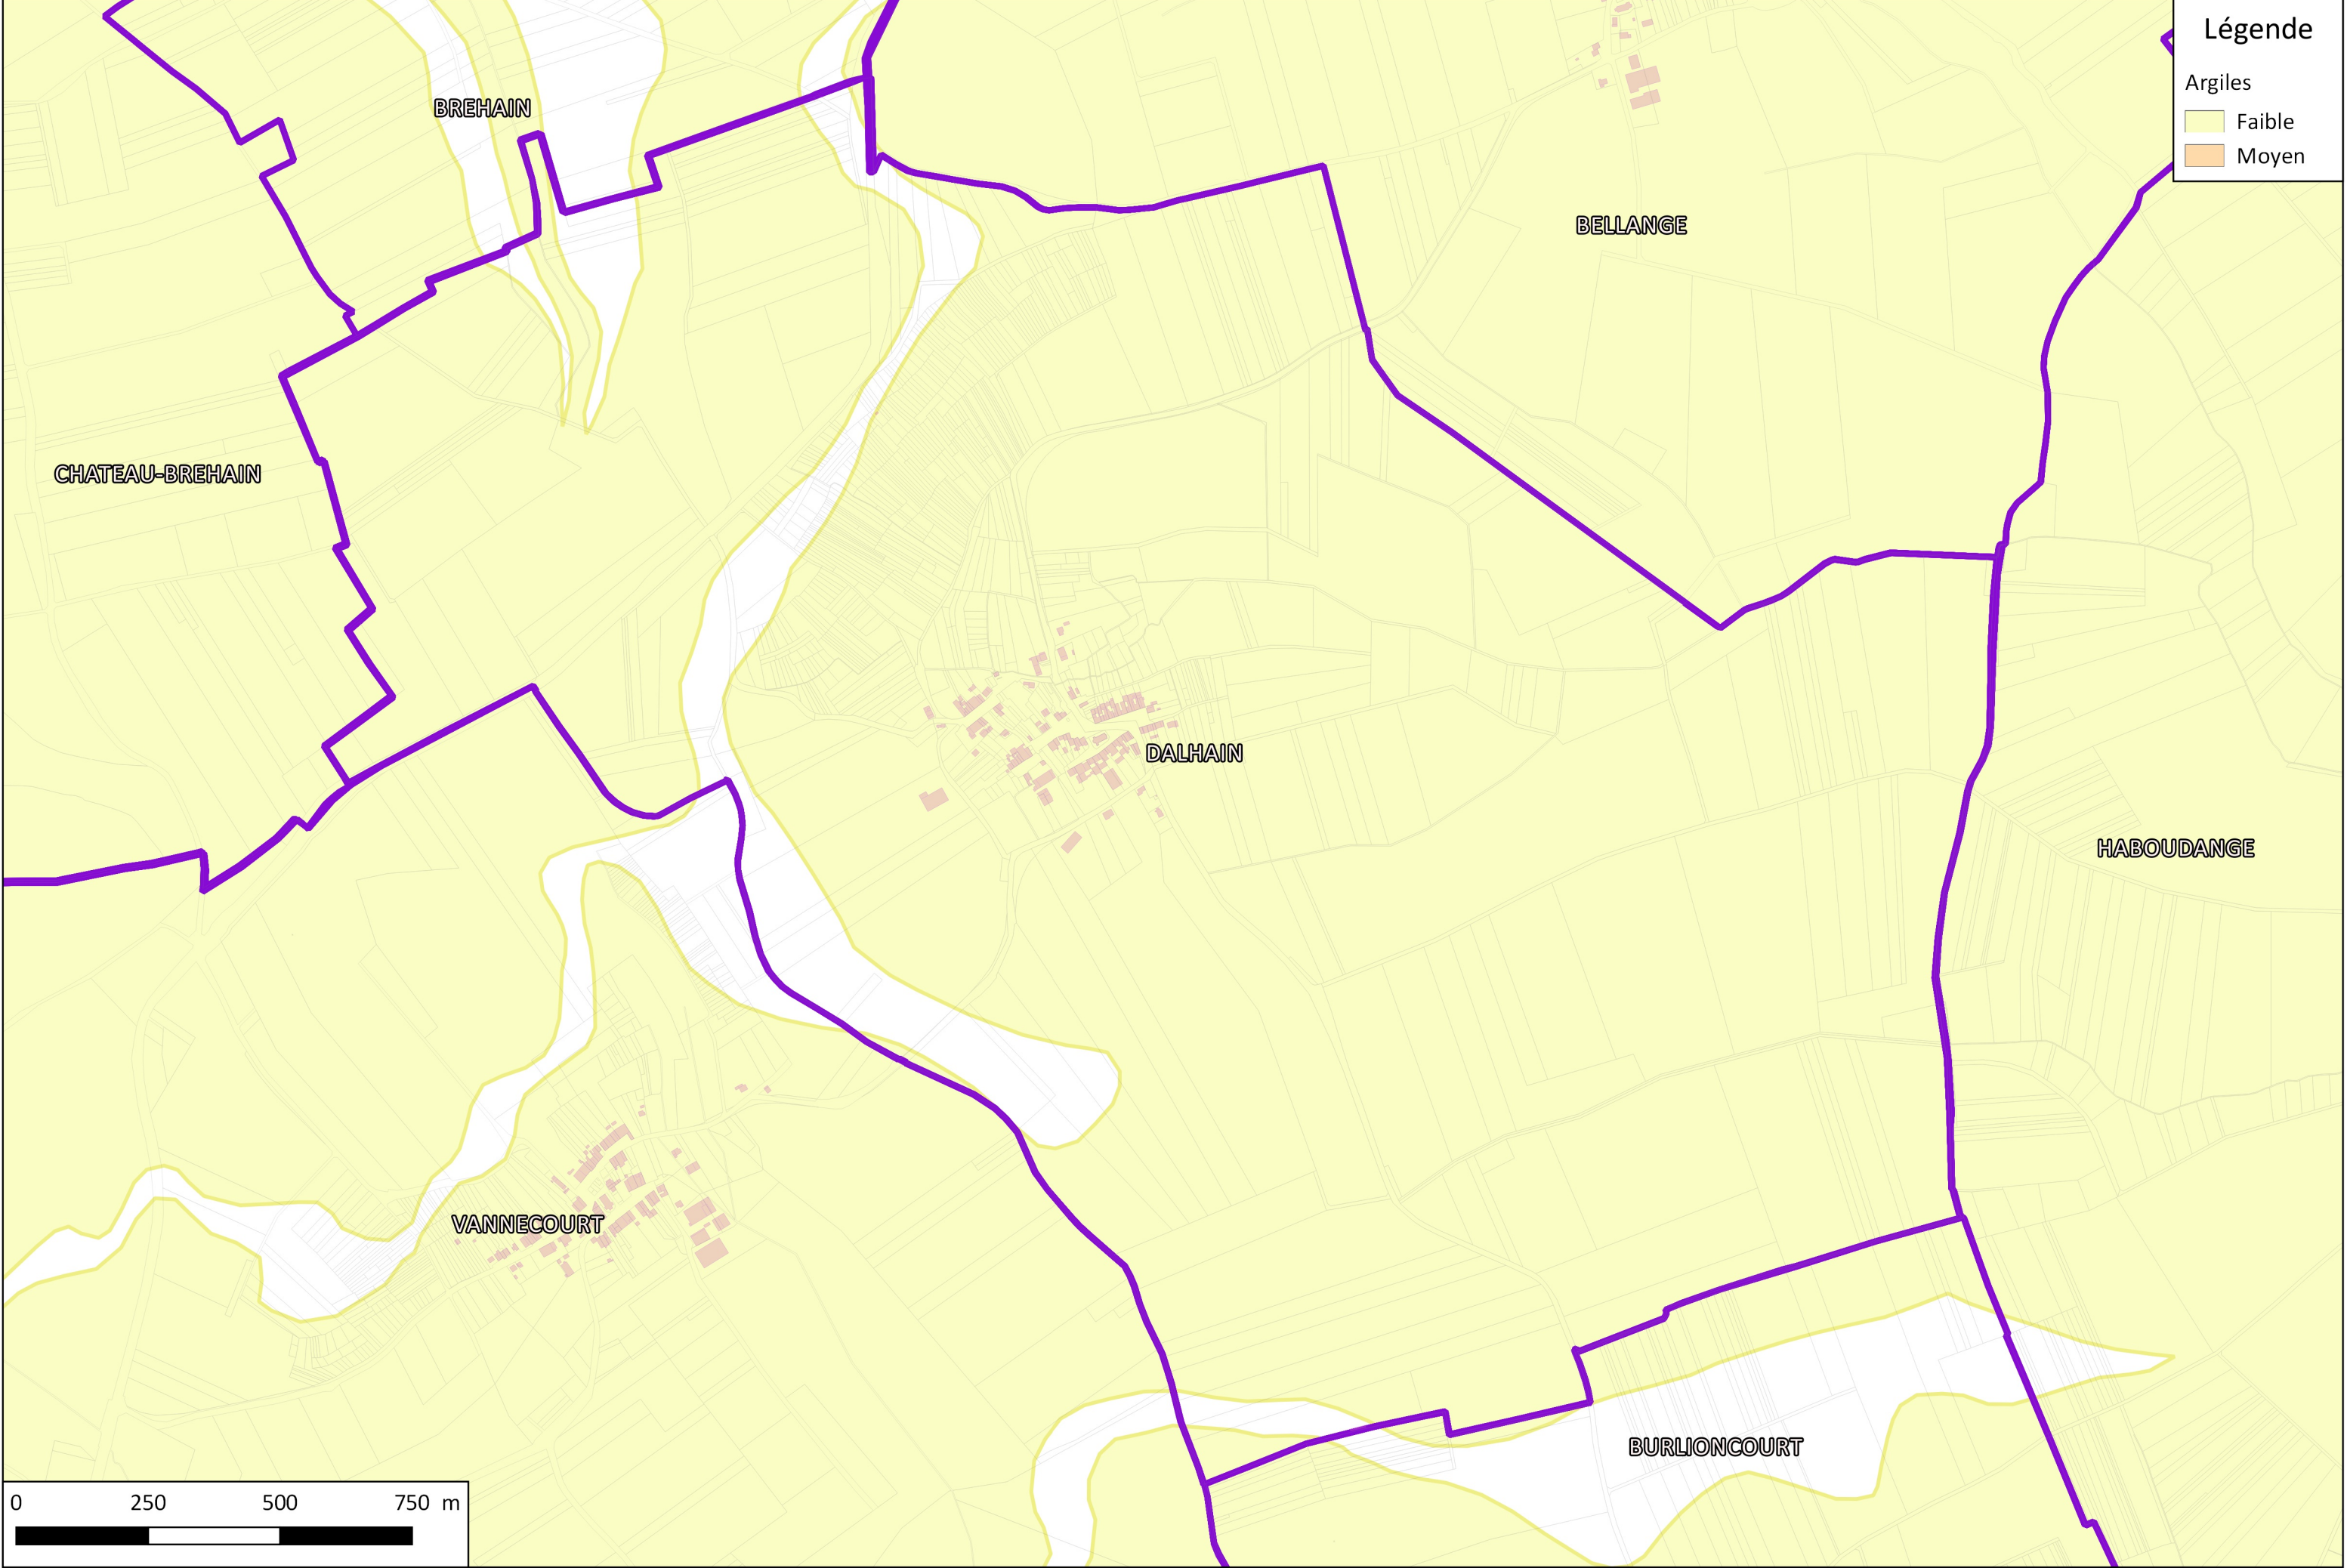 Légende
Argiles
Faible
Moyen
BREHAIN
BELLANGE
CHATEAU-BREHAIN
DALHAIN
HABOUDANGE
VANNECOURT
BURLIONCOURT
0 250 500 750 m